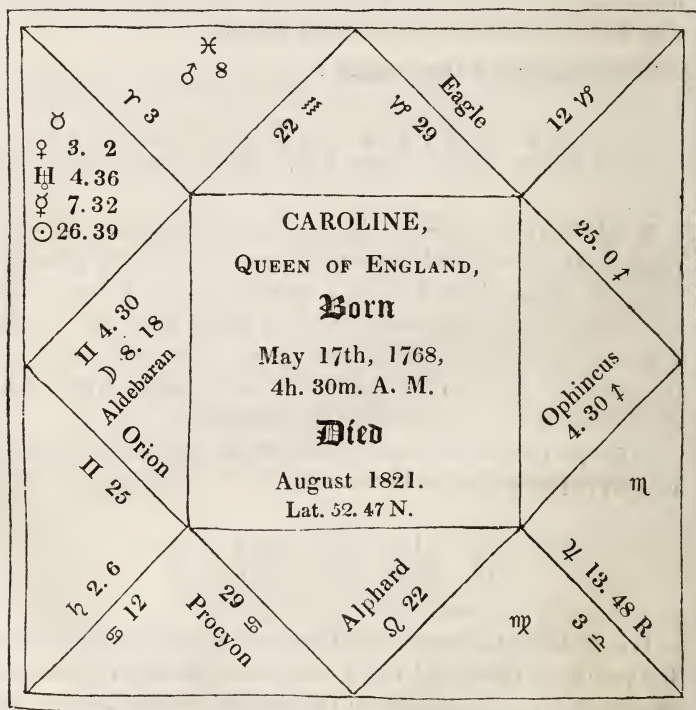 ♓
♂ 8
♈ 3
22 ♒
♑ 29
Eagle
12 ♑
♉
♀ 3. 2
♅ 4.36
☿ 7.32
☉ 26.39
25. 0 ♐
CAROLINE,
QUEEN OF ENGLAND,
Born
May 17th, 1768,
4h. 30m. A. M.
Died
August 1821.
Lat. 52. 47 N.
♊ 4. 30
☽ 8. 18
Aldebaran
Orion
♊ 25
Ophincus
4. 30 ♐
♏
♄ 2. 6
♋ 12
29 ♋
Procyon
Alphard
♌ 22
♍
♃ 13. 48 R
3 ♎